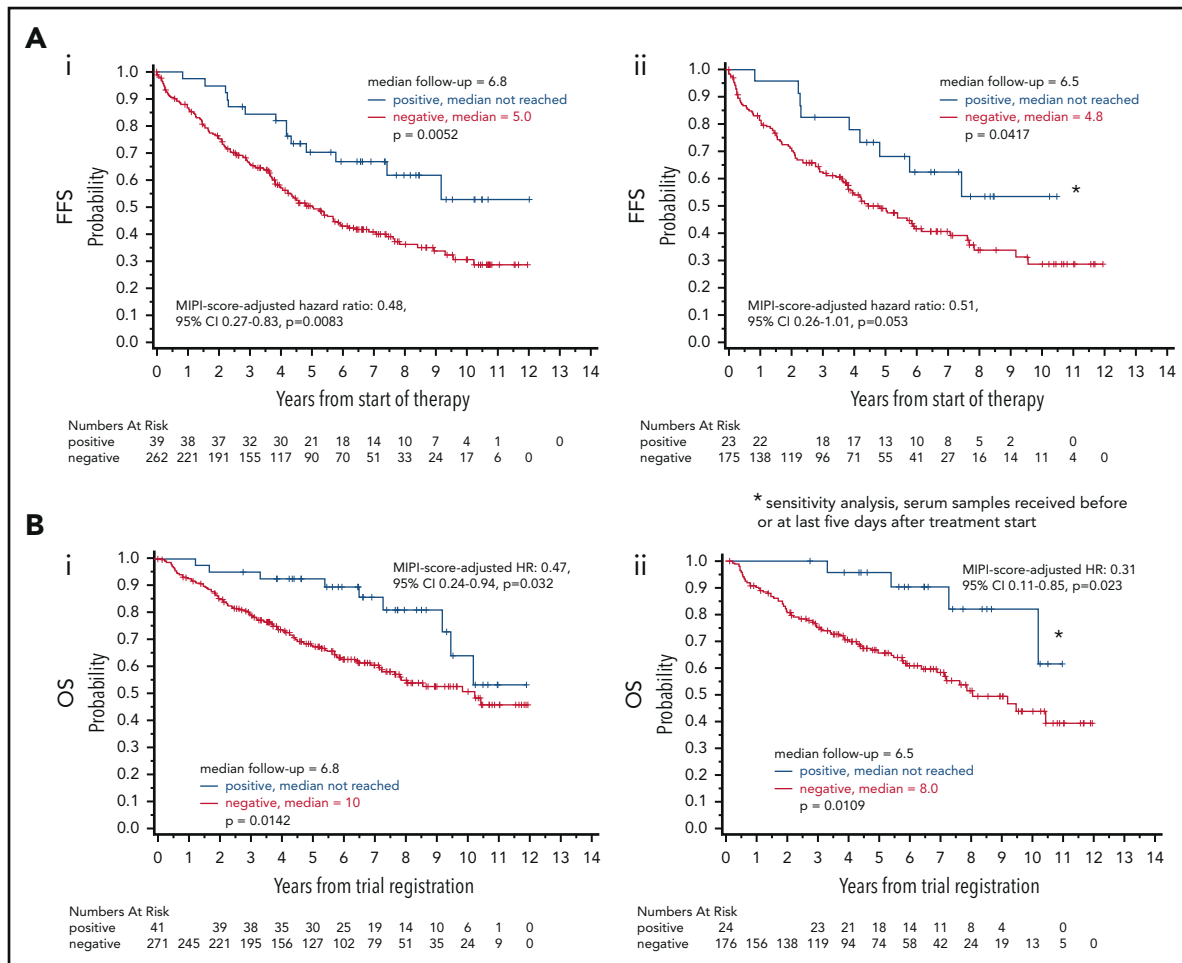 A
i
1.0
0.9
0.8
0.7
0.6
0.5
0.4
0.3
0.2
0.1
0.0
FFS
Probability
median follow-up = 6.8
positive, median not reached
negative, median = 5.0
p = 0.0052
MIPI-score-adjusted hazard ratio: 0.48,
95% CI 0.27-0.83, p=0.0083
0 1 2 3 4 5 6 7 8 9 10 11 12 13 14
Years from start of therapy
Numbers At Risk
positive 39 38 37 32 30 21 18 14 10 7 4 1 0
negative 262 221 191 155 117 90 70 51 33 24 17 6 0
ii
1.0
0.9
0.8
0.7
0.6
0.5
0.4
0.3
0.2
0.1
0.0
FFS
Probability
median follow-up = 6.5
positive, median not reached
negative, median = 4.8
p = 0.0417
*
MIPI-score-adjusted hazard ratio: 0.51,
95% CI 0.26-1.01, p=0.053
0 1 2 3 4 5 6 7 8 9 10 11 12 13 14
Years from start of therapy
Numbers At Risk
positive 23 22 18 17 13 10 8 5 2 0
negative 175 138 119 96 71 55 41 27 16 14 11 4 0
* sensitivity analysis, serum samples received before
or at last five days after treatment start
B
i
1.0
0.9
0.8
0.7
0.6
0.5
0.4
0.3
0.2
0.1
0.0
OS
Probability
MIPI-score-adjusted HR: 0.47,
95% CI 0.24-0.94, p=0.032
median follow-up = 6.8
positive, median not reached
negative, median = 10
p = 0.0142
0 1 2 3 4 5 6 7 8 9 10 11 12 13 14
Years from trial registration
Numbers At Risk
positive 41 39 38 35 30 25 19 14 10 6 1 0
negative 271 245 221 195 156 127 102 79 51 35 24 9 0
ii
1.0
0.9
0.8
0.7
0.6
0.5
0.4
0.3
0.2
0.1
0.0
OS
Probability
MIPI-score-adjusted HR: 0.31
95% CI 0.11-0.85, p=0.023
*
median follow-up = 6.5
positive, median not reached
negative, median = 8.0
p = 0.0109
0 1 2 3 4 5 6 7 8 9 10 11 12 13 14
Years from trial registration
Numbers At Risk
positive 24 23 21 18 14 11 8 4 0
negative 176 156 138 119 94 74 58 42 24 19 13 5 0